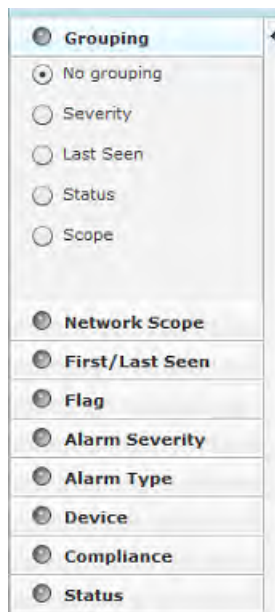 Grouping
No grouping
Severity
Last Seen
Status
Scope
Network Scope
First/Last Seen
Flag
Alarm Severity
Alarm Type
Device
Compliance
Status